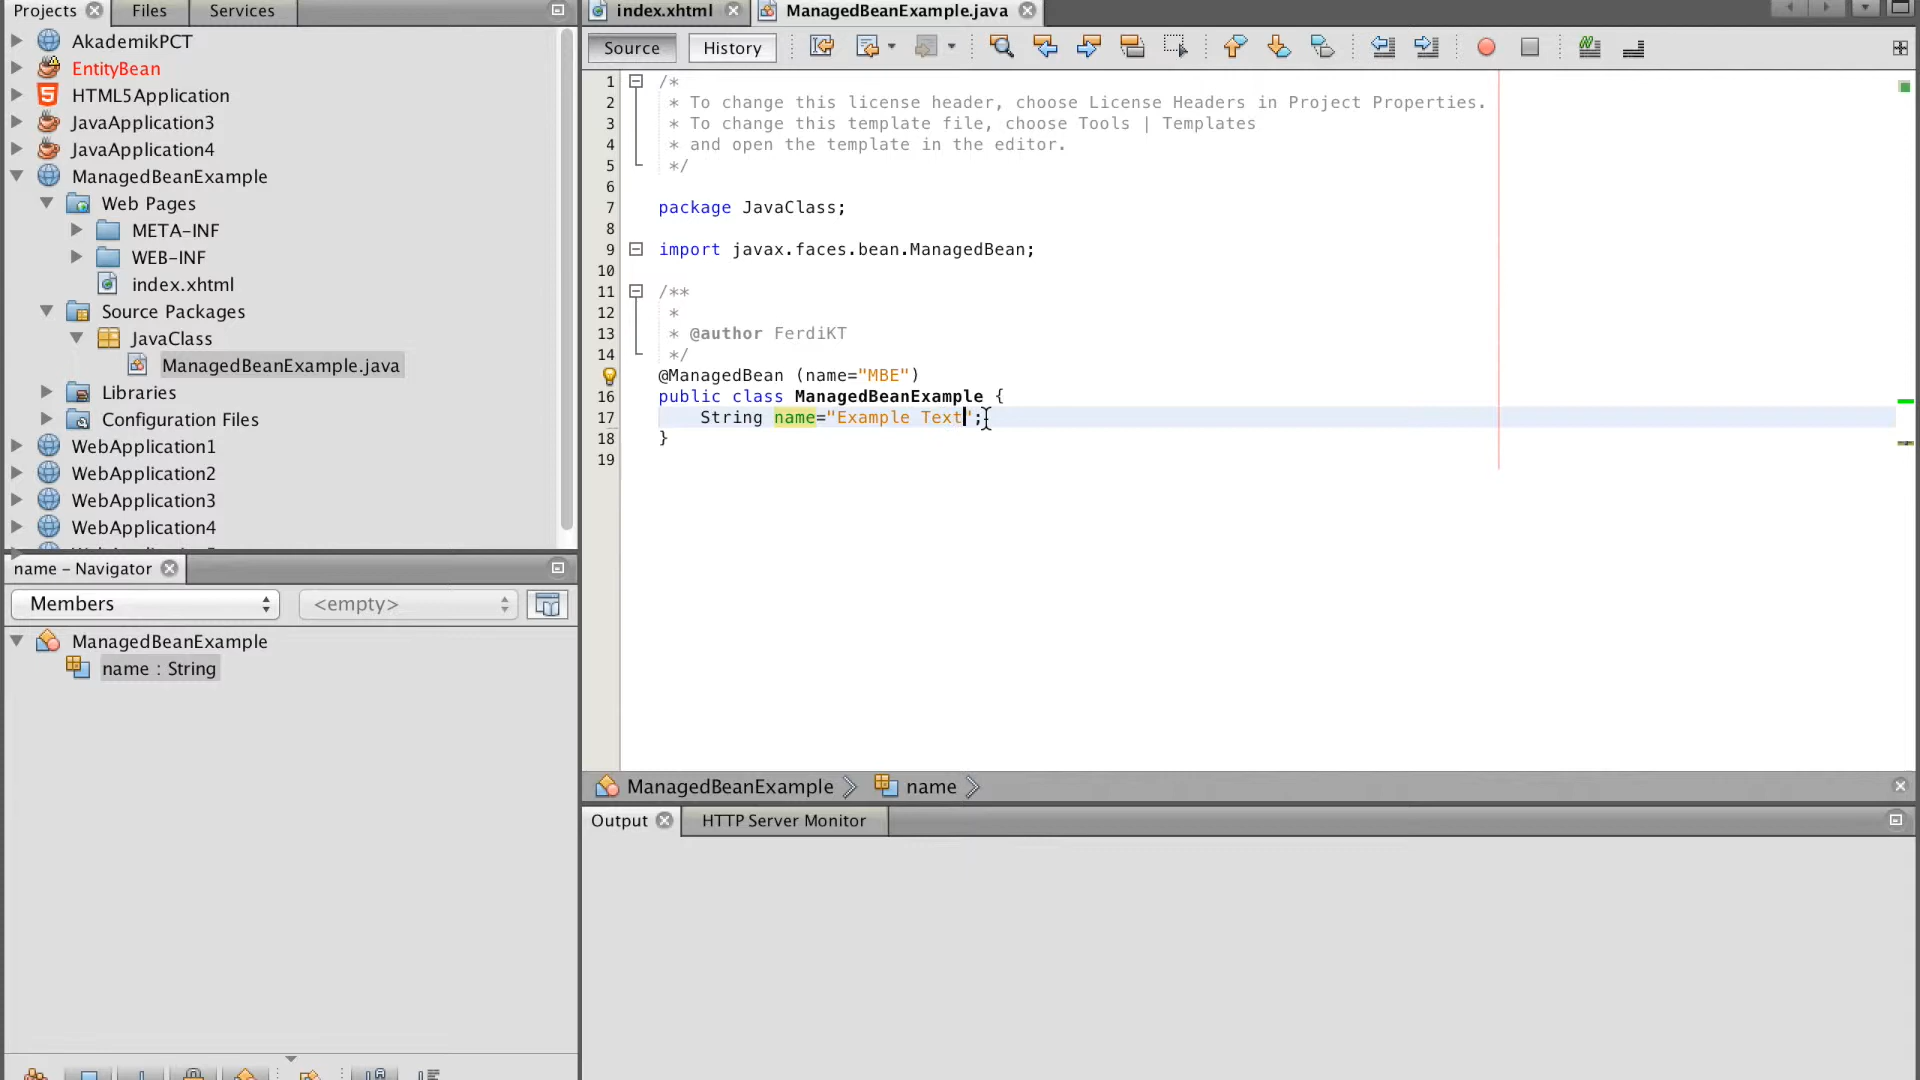 Projects
Files
Services
AkademikPCT
EntityBean
HTML5Application
JavaApplication3
JavaApplication4
ManagedBeanExample
Web Pages
META-INF
WEB-INF
index.xhtml
Source Packages
JavaClass
ManagedBeanExample.java
Libraries
Configuration Files
WebApplication1
WebApplication2
WebApplication3
WebApplication4
name – Navigator
Members
<empty>
ManagedBeanExample
name : String
index.xhtml
ManagedBeanExample.java
Source
History
1 /*
2 * To change this license header, choose License Headers in Project Properties.
3 * To change this template file, choose Tools | Templates
4 * and open the template in the editor.
5 */
6
7 package JavaClass;
8
9 import javax.faces.bean.ManagedBean;
10
11 /**
12 *
13 * @author FerdiKT
14 */
@ManagedBean (name="MBE")
16 public class ManagedBeanExample {
17 String name="Example Text";
18 }
19
ManagedBeanExample
name
Output
HTTP Server Monitor